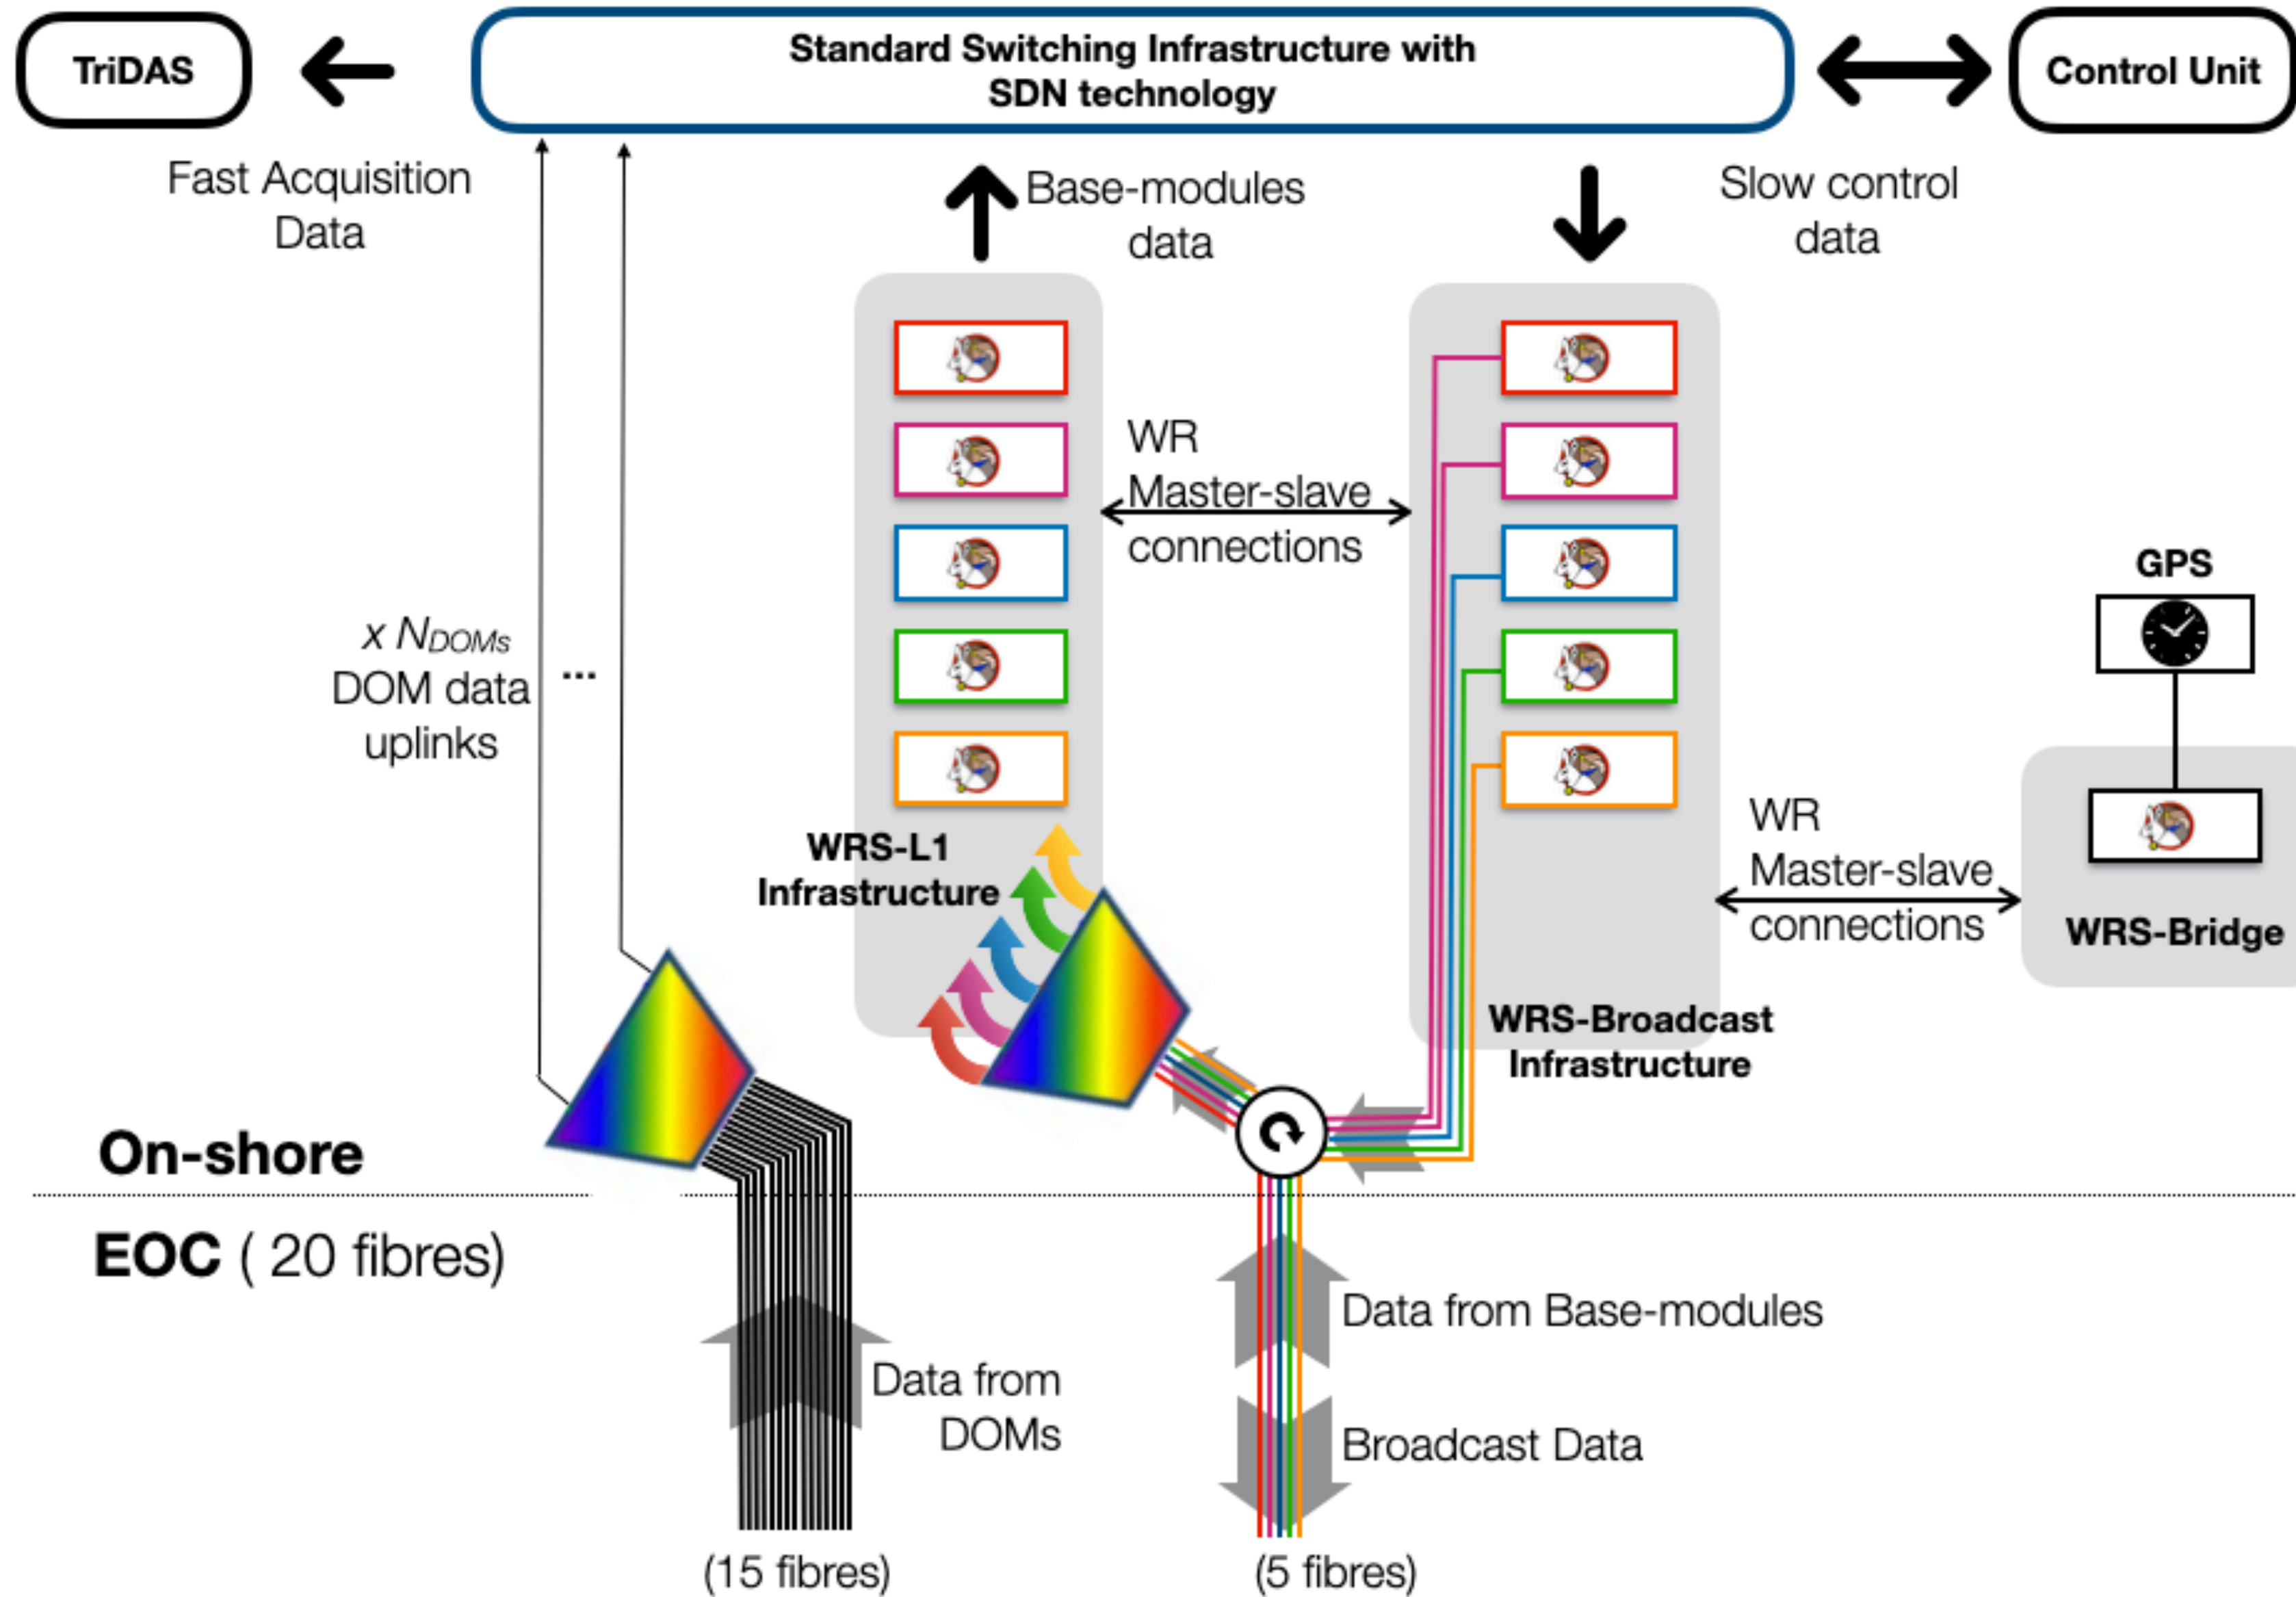 TriDAS
Standard Switching Infrastructure with
SDN technology
Control Unit
Fast Acquisition
Data
Base-modules
data
Slow control
data
WR
Master-slave
connections
GPS
x N_DOMs
DOM data
uplinks
...
WRS-L1
Infrastructure
WR
Master-slave
connections
WRS-Bridge
WRS-Broadcast
Infrastructure
On-shore
EOC ( 20 fibres)
Data from Base-modules
Data from
DOMs
Broadcast Data
(15 fibres)
(5 fibres)